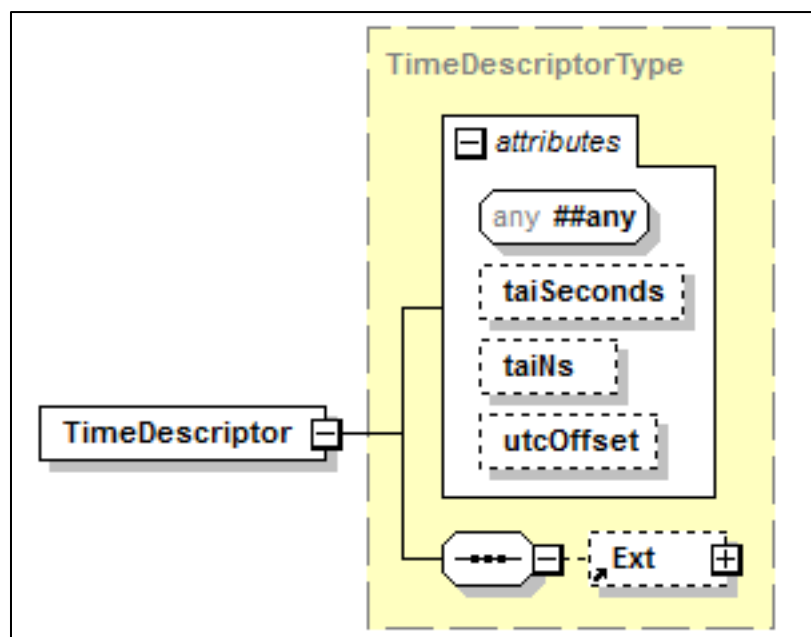 TimeDescriptorType
attributes
any ##any
taiSeconds
taiNs
utcOffset
TimeDescriptor
Ext